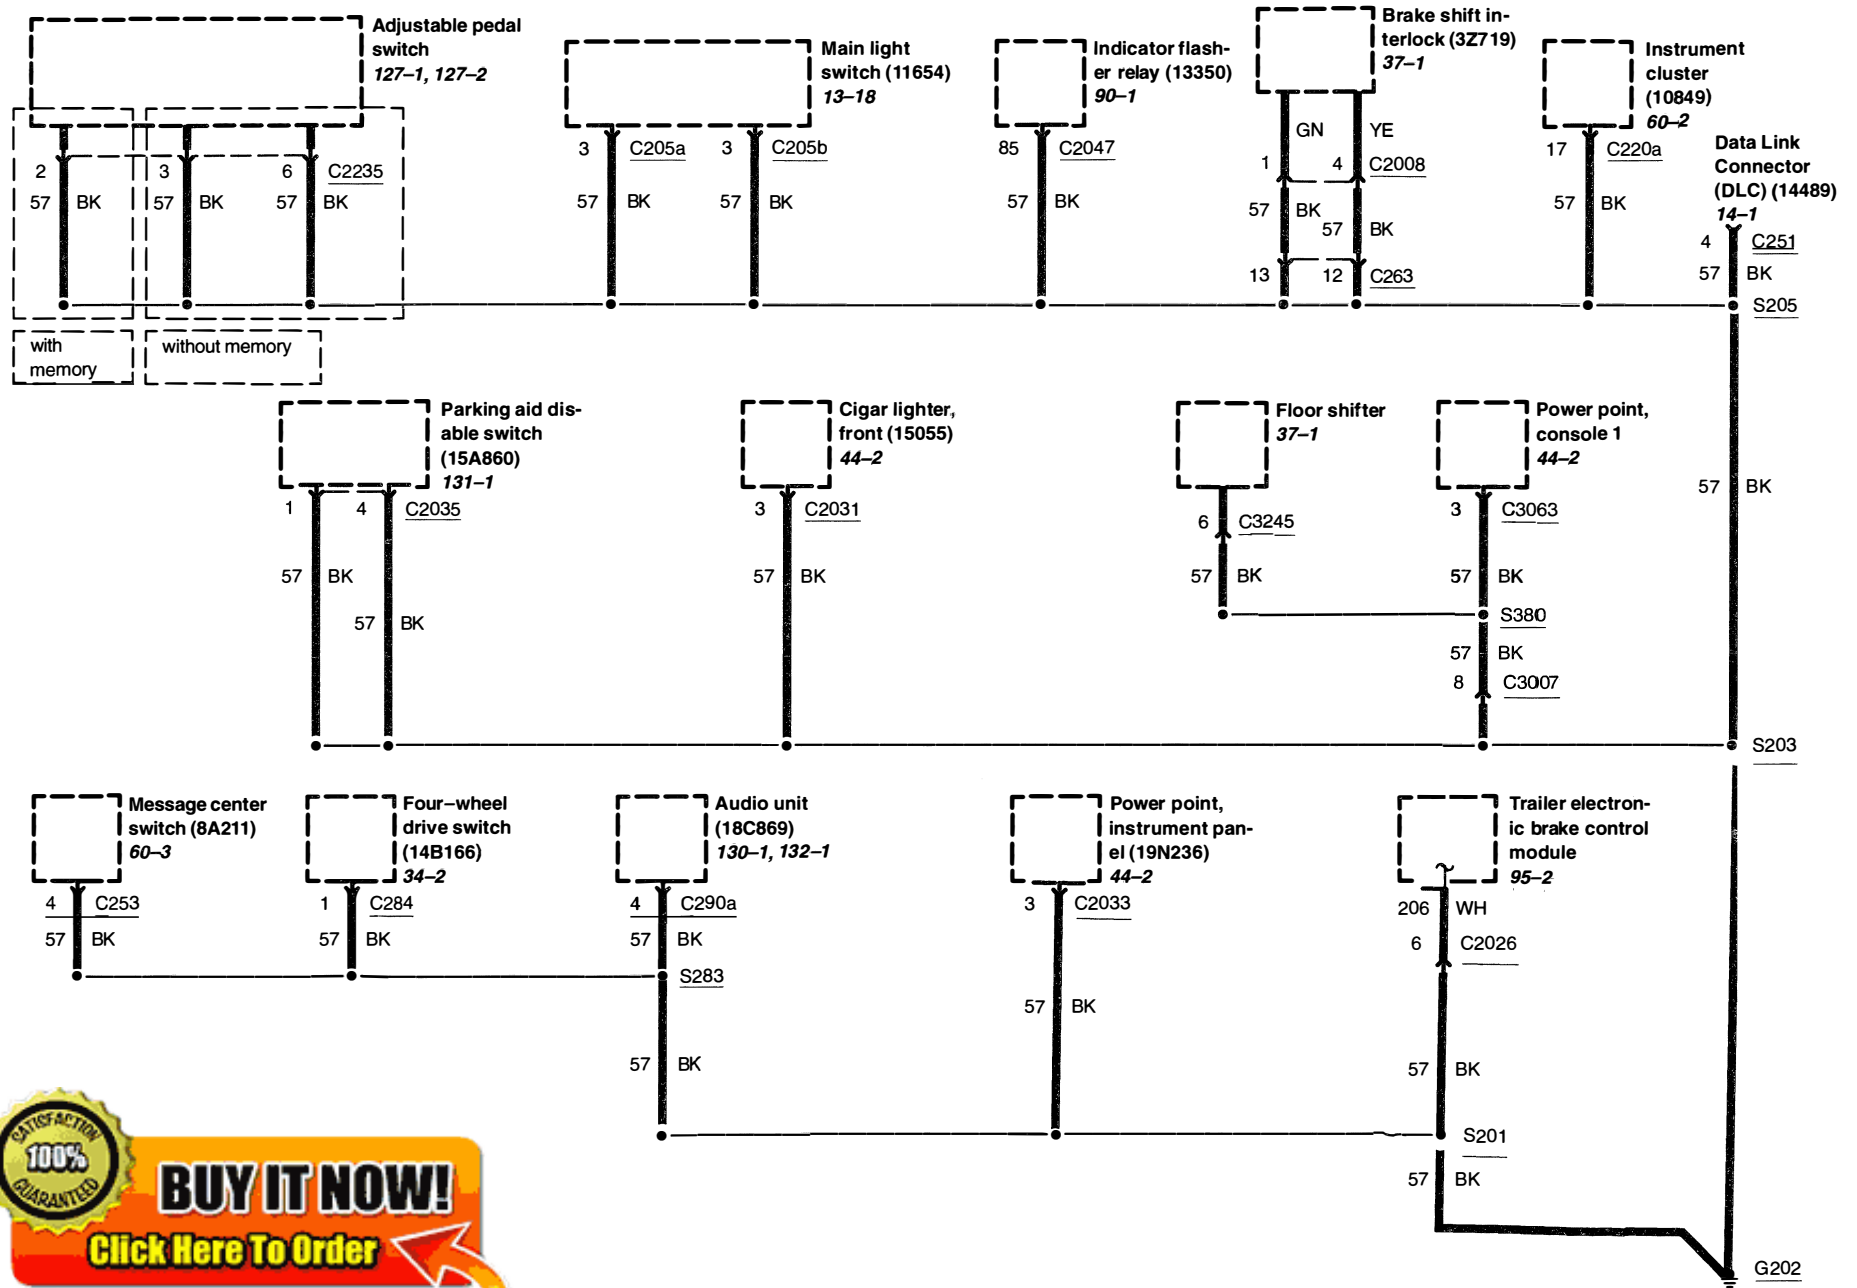 Adjustable pedal
switch
127–1, 127–2
2
3
6
C2235
57
BK
57
BK
57
BK
with
memory
without memory
Main light
switch (11654)
13–18
3
C205a
3
C205b
57
BK
57
BK
Indicator flash-
er relay (13350)
90–1
85
C2047
57
BK
Brake shift in-
terlock (3Z719)
37–1
GN
YE
1
4
C2008
57
BK
57
BK
13
12
C263
Instrument
cluster
(10849)
60–2
17
C220a
57
BK
Data Link
Connector
(DLC) (14489)
14–1
4
C251
57
BK
S205
57
BK
Parking aid dis-
able switch
(15A860)
131–1
1
4
C2035
57
BK
57
BK
Cigar lighter,
front (15055)
44–2
3
C2031
57
BK
Floor shifter
37–1
6
C3245
57
BK
Power point,
console 1
44–2
3
C3063
57
BK
S380
57
BK
8
C3007
S203
Message center
switch (8A211)
60–3
4
C253
57
BK
Four–wheel
drive switch
(14B166)
34–2
1
C284
57
BK
Audio unit
(18C869)
130–1, 132–1
4
C290a
57
BK
S283
57
BK
Power point,
instrument pan-
el (19N236)
44–2
3
C2033
57
BK
Trailer electron-
ic brake control
module
95–2
206
WH
6
C2026
57
BK
S201
57
BK
G202
SATISFACTION
100%
GUARANTEED
BUY IT NOW!
Click Here To Order